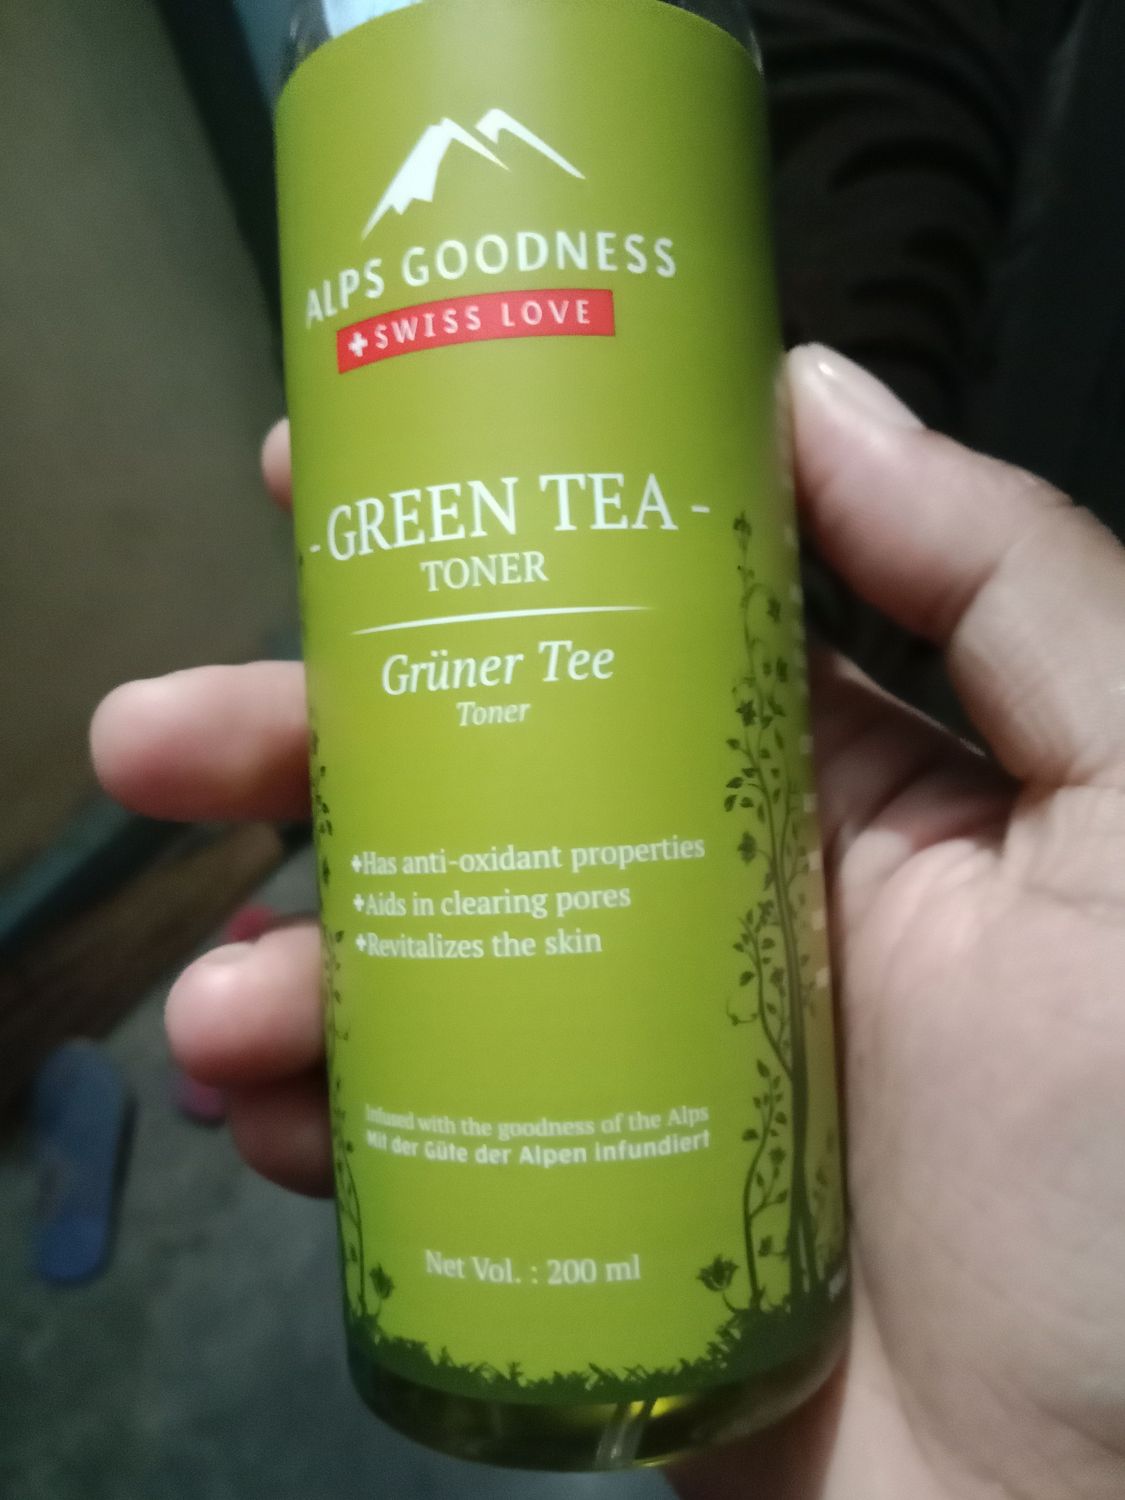 ALPS GOODNESS
SWISS LOVE
- GREEN TEA -
TONER
Grüner Tee
Toner
Has anti-oxidant properties
Aids in clearing pores
Revitalizes the skin
Infused with the goodness of the Alps
Mit der Güte der Alpen infundiert
Net Vol. : 200 ml